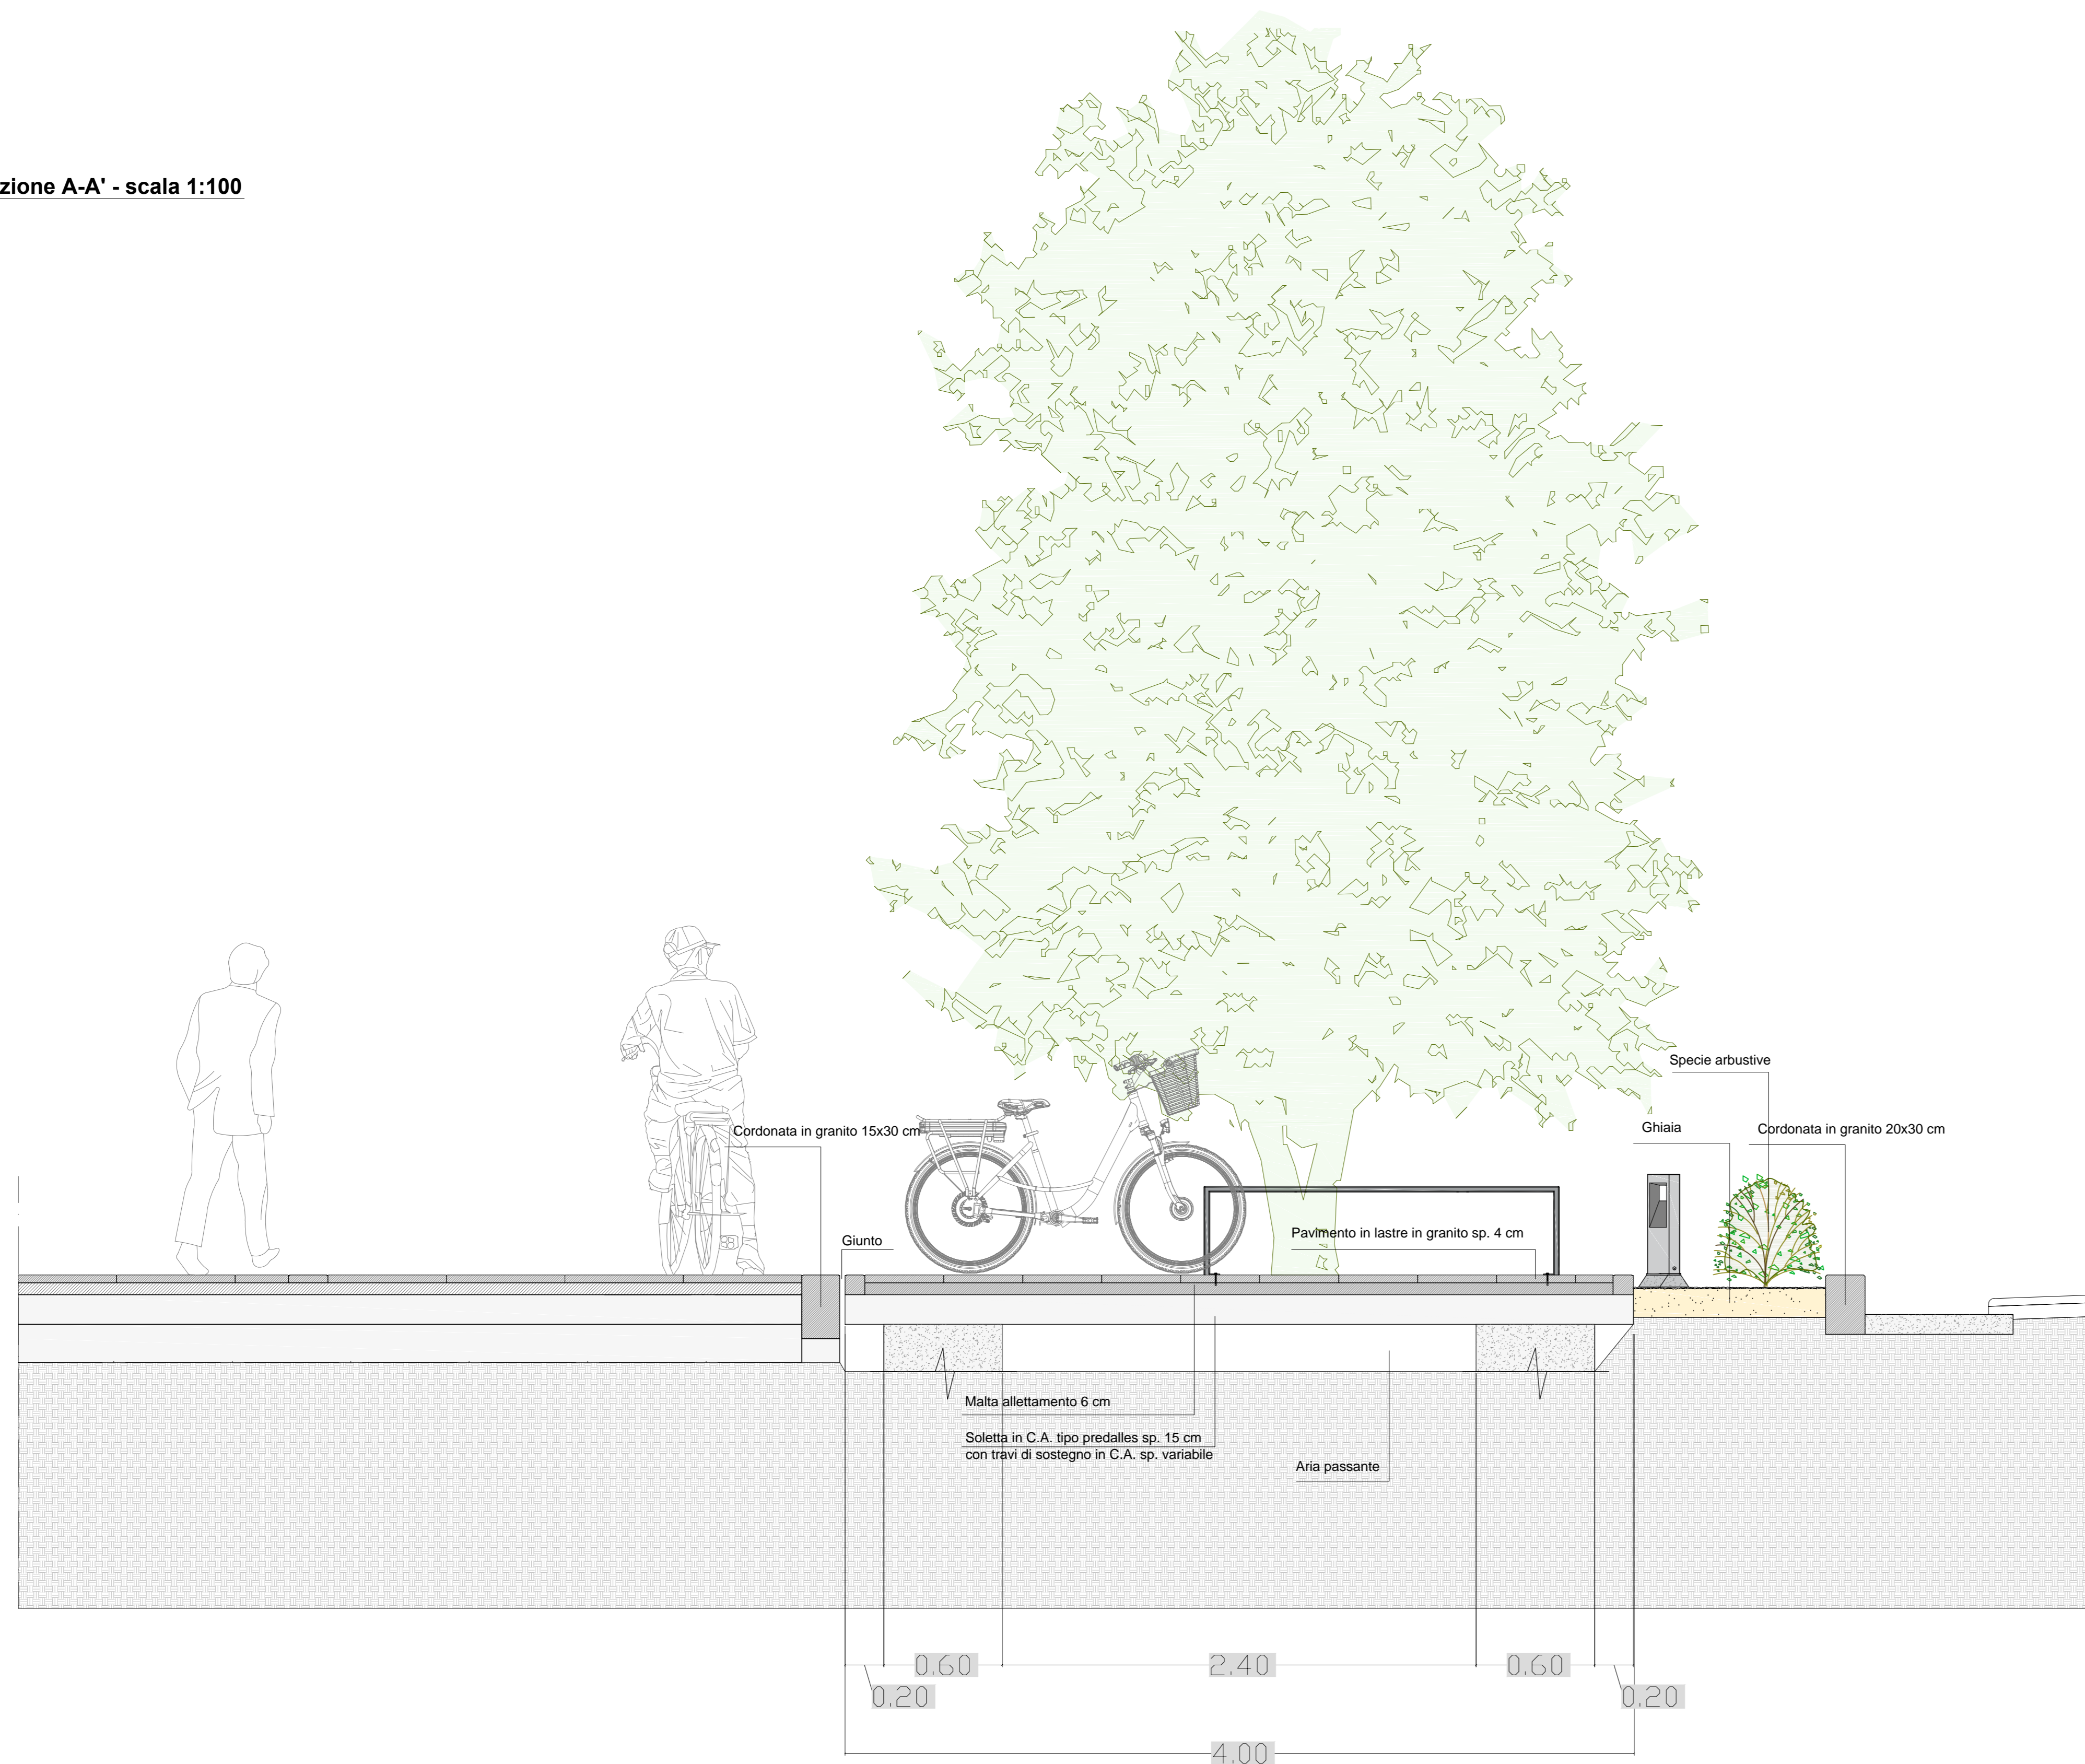 zione A-A' - scala 1:100
Specie arbustive
Cordonata in granito 15x30 cm
Ghiaia
Cordonata in granito 20x30 cm
Giunto
Pavimento in lastre in granito sp. 4 cm
Malta allettamento 6 cm
Soletta in C.A. tipo predalles sp. 15 cm
con travi di sostegno in C.A. sp. variabile
Aria passante
0.60
2.40
0.60
0.20
0.20
4.00